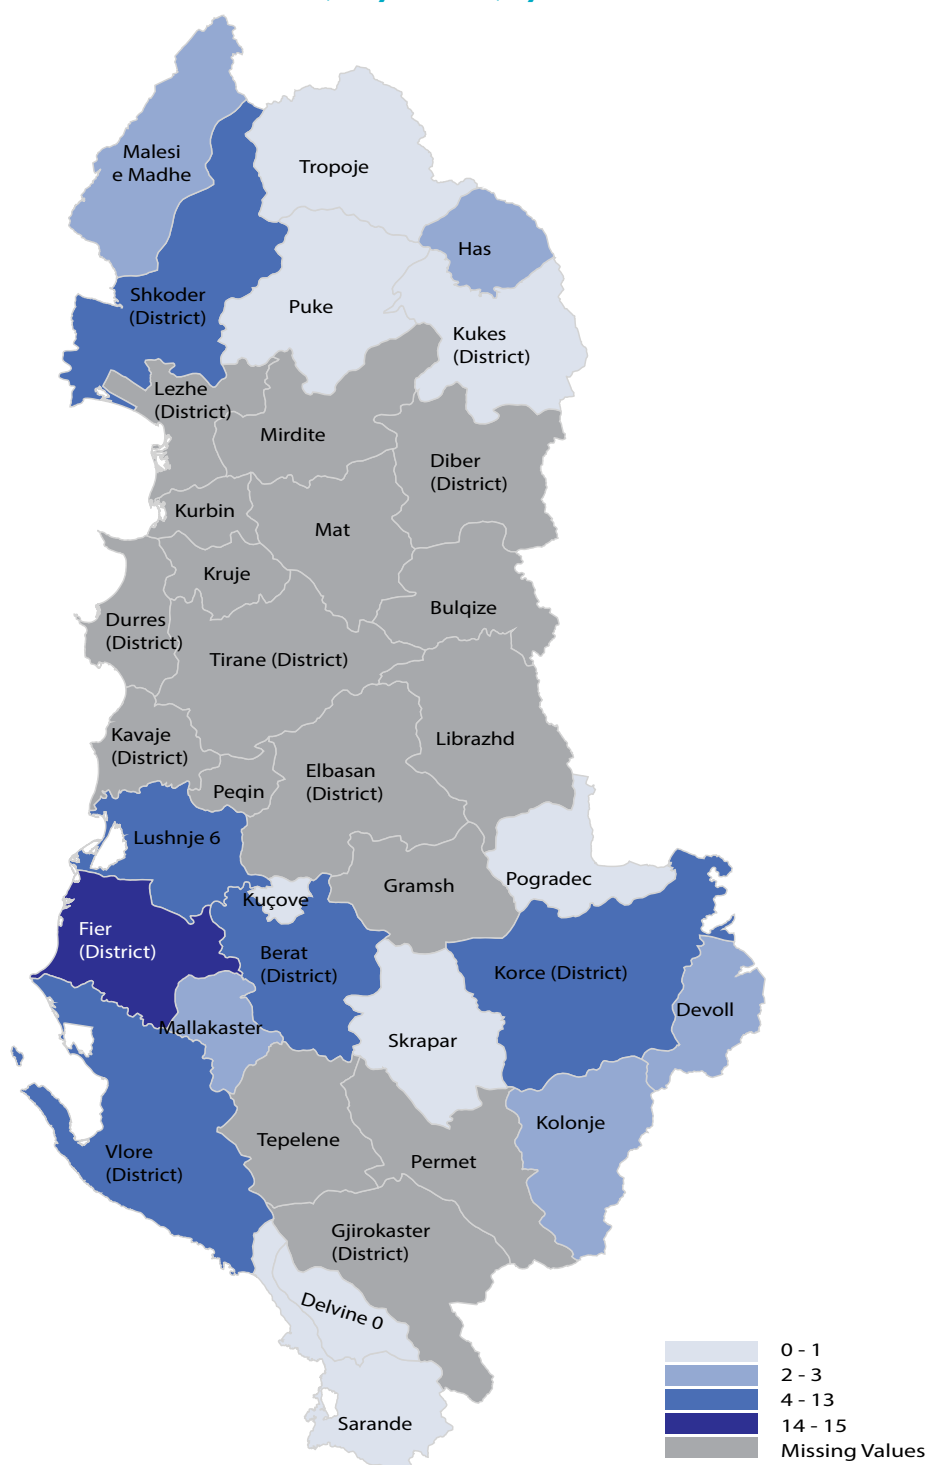 Malesi
e Madhe
Tropoje
Has
Shkoder
(District)
Puke
Kukes
(District)
Lezhe
(District)
Mirdite
Diber
(District)
Kurbin
Mat
Kruje
Bulqize
Durres
(District)
Tirane (District)
Kavaje
(District)
Librazhd
Elbasan
(District)
Peqin
Lushnje 6
Pogradec
Gramsh
Kuçove
Fier
(District)
Berat
(District)
Korce (District)
Devoll
Mallakaster
Skrapar
Kolonje
Tepelene
Vlore
(District)
Permet
Gjirokaster
(District)
Delvine 0
Sarande
0 - 1
2 - 3
4 - 13
14 - 15
Missing Values